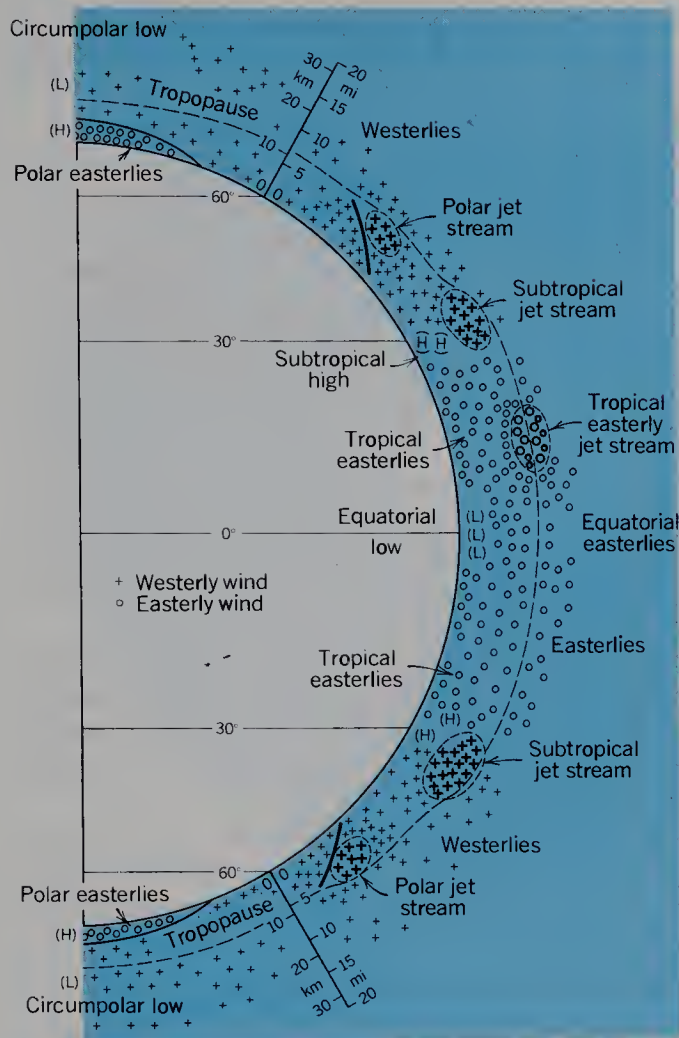 Circumpolar low
(L)
Tropopause
(H)
Polar easterlies
30
20
km
mi
20
15
10
10
5
0 0
Westerlies
60°
Polar jet
stream
Subtropical
jet stream
30°
H H
Subtropical
high
Tropical
easterly
jet stream
Tropical
easterlies
Equatorial
low
(L)
(L)
(L)
0°
Equatorial
easterlies
+ Westerly wind
o Easterly wind
Easterlies
Tropical
easterlies
(H)
(H)
30°
Subtropical
jet stream
Westerlies
60°
Polar jet
stream
Polar easterlies
0 0
5
10
10
20
15
km
mi
30
20
(H)
Tropopause
(L)
Circumpolar low